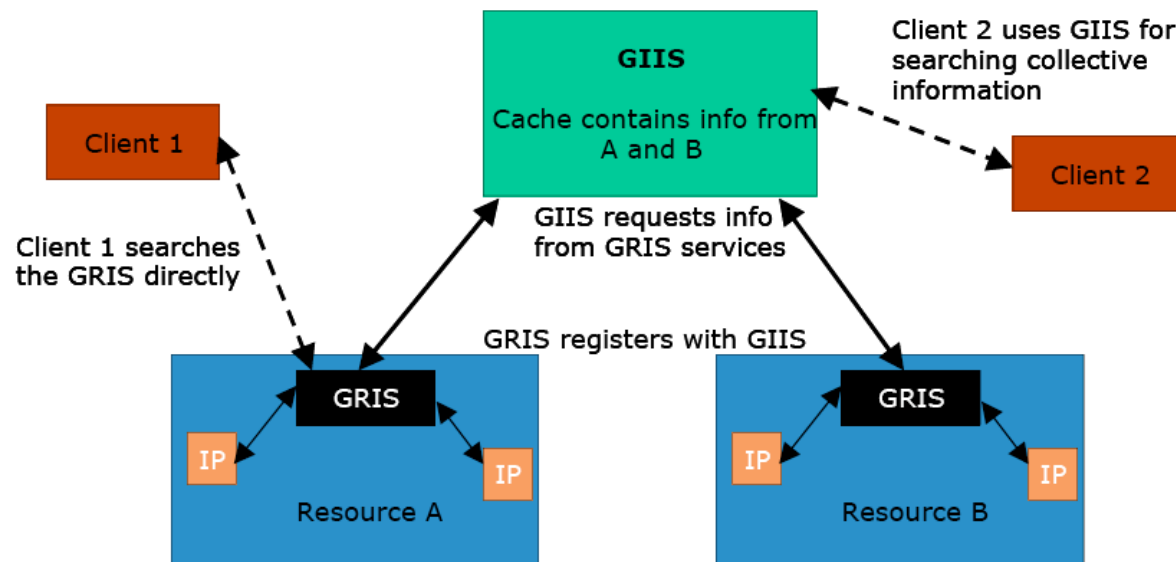 GIIS
Cache contains info from
A and B
Client 2 uses GIIS for
searching collective
information
Client 1
Client 2
Client 1 searches
the GRIS directly
GIIS requests info
from GRIS services
GRIS registers with GIIS
GRIS
IP
IP
Resource A
GRIS
IP
IP
Resource B